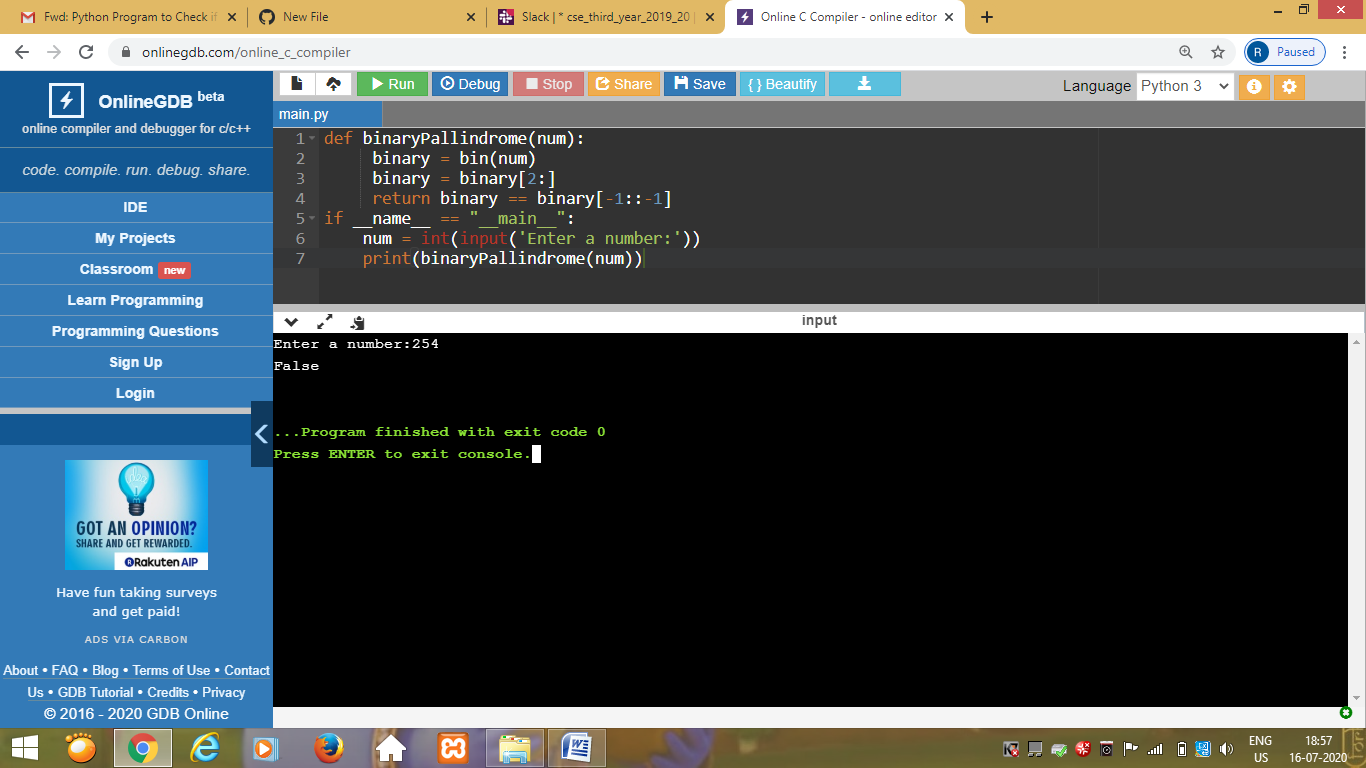 Fwd: Python Program to Check if
New File
Slack | * cse_third_year_2019_20 |
Online C Compiler - online editor
onlinegdb.com/online_c_compiler
R Paused
OnlineGDB beta
online compiler and debugger for c/c++
code. compile. run. debug. share.
IDE
My Projects
Classroom new
Learn Programming
Programming Questions
Sign Up
Login
GOT AN OPINION?
SHARE AND GET REWARDED.
Rakuten AIP
Have fun taking surveys
and get paid!
ADS VIA CARBON
About • FAQ • Blog • Terms of Use • Contact
Us • GDB Tutorial • Credits • Privacy
© 2016 - 2020 GDB Online
Run Debug Stop Share Save { } Beautify
Language Python 3
main.py
1 def binaryPallindrome(num):
2 binary = bin(num)
3 binary = binary[2:]
4 return binary == binary[-1::-1]
5 if __name__ == "__main__":
6 num = int(input('Enter a number:'))
7 print(binaryPallindrome(num))
input
Enter a number:254
False
...Program finished with exit code 0
Press ENTER to exit console.
ENG
US
18:57
16-07-2020